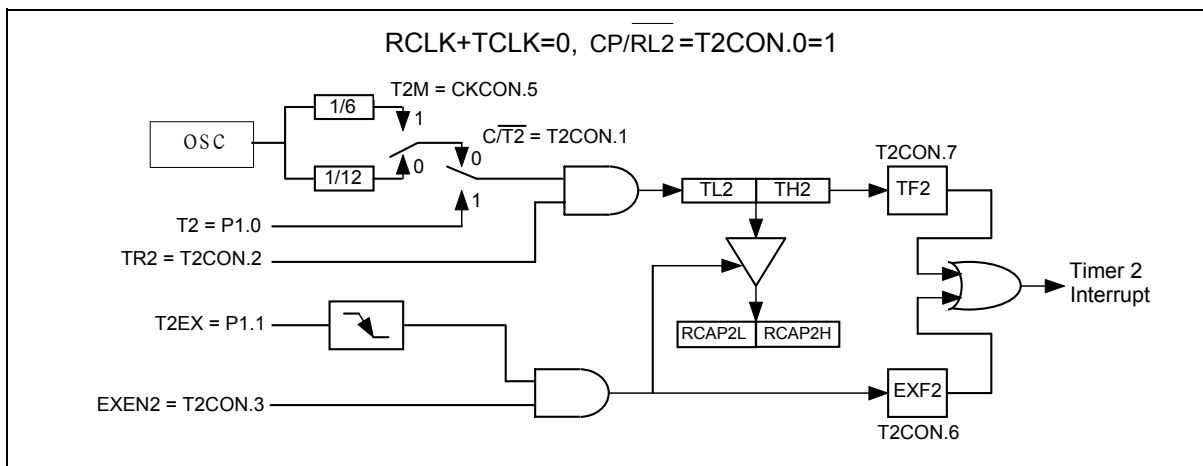 RCLK+TCLK=0, CP/RL2=T2CON.0=1
T2M = CKCON.5
1/6
1
OSC
C/T2 = T2CON.1
0
0
1/12
1
T2 = P1.0
TR2 = T2CON.2
TL2 TH2
T2CON.7
TF2
Timer 2
Interrupt
T2EX = P1.1
RCAP2L RCAP2H
EXEN2 = T2CON.3
EXF2
T2CON.6